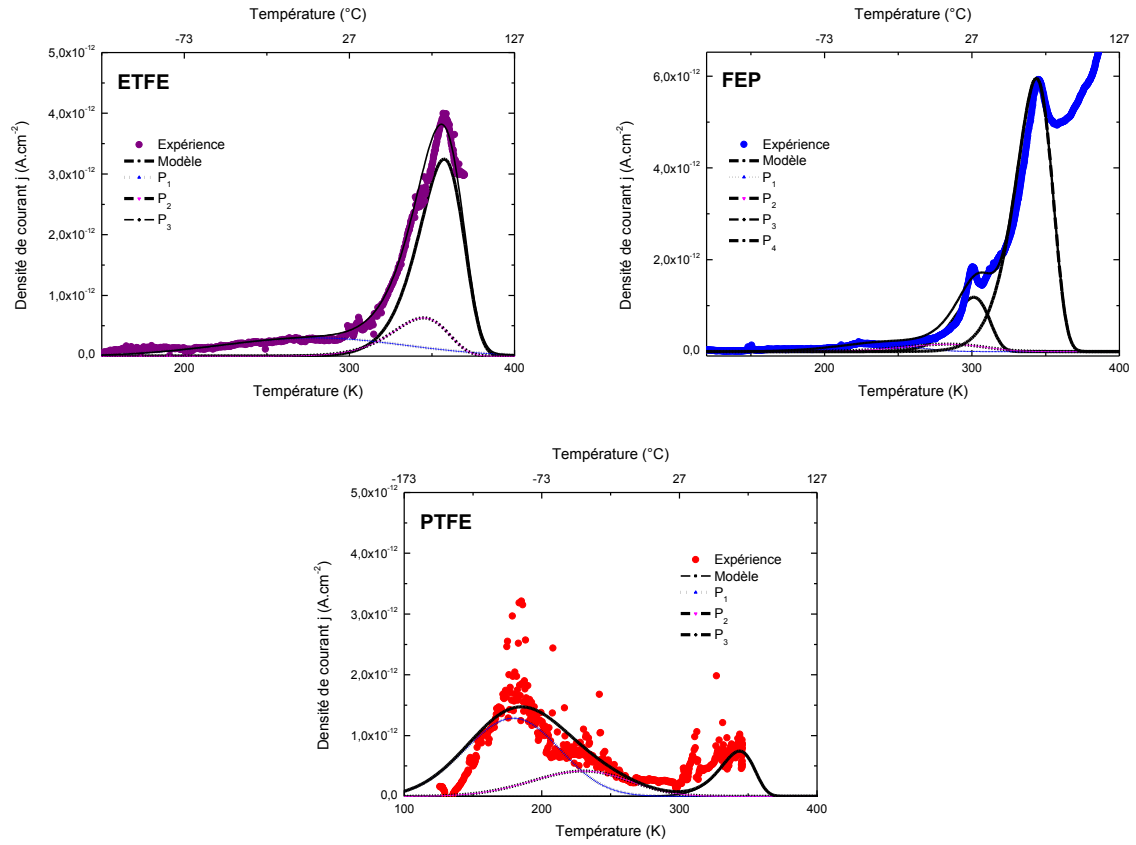 Température (°C)
-73 27 127
5,0x10⁻¹²
4,0x10⁻¹²
3,0x10⁻¹²
2,0x10⁻¹²
1,0x10⁻¹²
0,0
Densité de courant j (A.cm⁻²)
ETFE
Expérience
Modèle
P₁
P₂
P₃
200 300 400
Température (K)
Température (°C)
-73 27 127
6,0x10⁻¹²
4,0x10⁻¹²
2,0x10⁻¹²
0,0
Densité de courant j (A.cm⁻²)
FEP
Expérience
Modèle
P₁
P₂
P₃
P₄
200 300 400
Température (K)
Température (°C)
-173 -73 27 127
5,0x10⁻¹²
4,0x10⁻¹²
3,0x10⁻¹²
2,0x10⁻¹²
1,0x10⁻¹²
0,0
Densité de courant j (A.cm⁻²)
PTFE
Expérience
Modèle
P₁
P₂
P₃
100 200 300 400
Température (K)